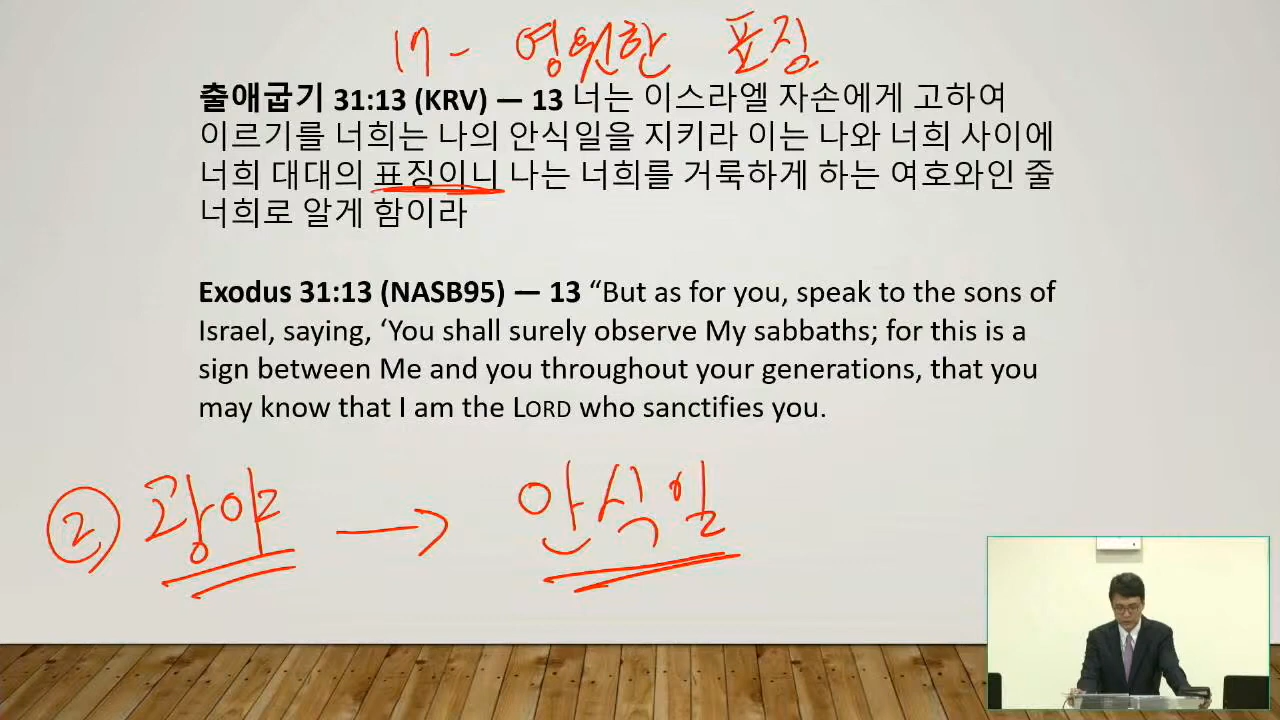 17- 영원한 표징
출애굽기 31:13 (KRV) — 13 너는 이스라엘 자손에게 고하여
이르기를 너희는 나의 안식일을 지키라 이는 나와 너희 사이에
너희 대대의 표징이니 나는 너희를 거룩하게 하는 여호와인 줄
너희로 알게 함이라
Exodus 31:13 (NASB95) — 13 “But as for you, speak to the sons of
Israel, saying, ‘You shall surely observe My sabbaths; for this is a
sign between Me and you throughout your generations, that you
may know that I am the LORD who sanctifies you.
② 광야 → 안식일